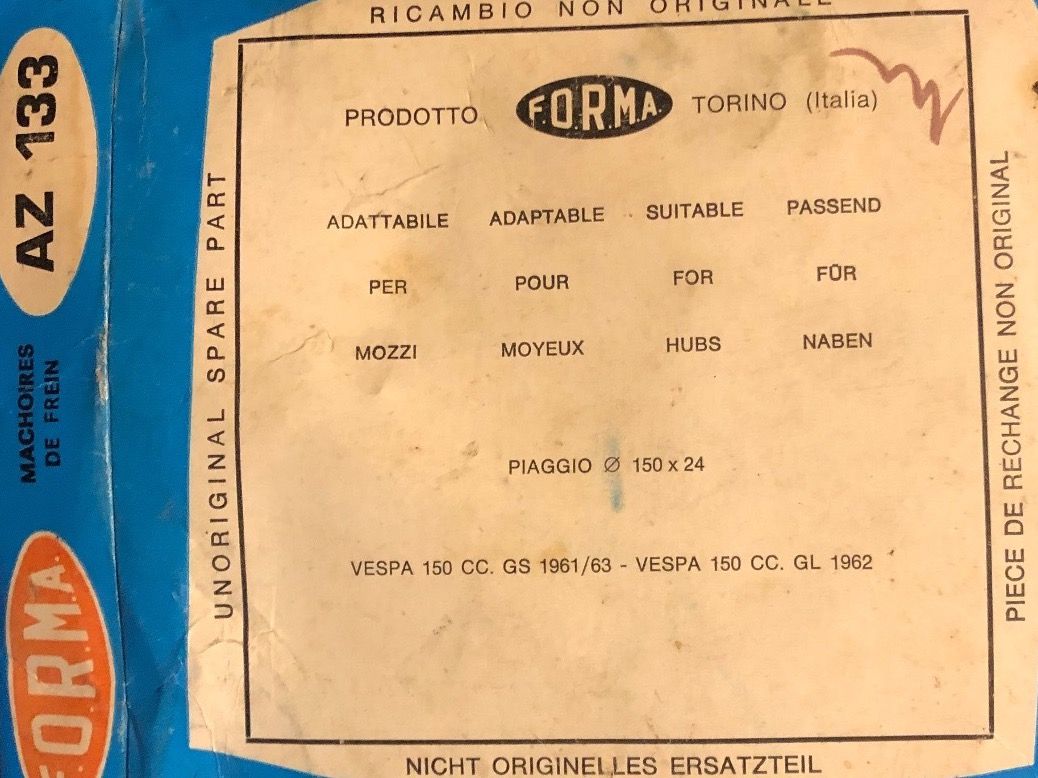 RICAMBIO NON ORIGINALE
PRODOTTO F.O.R.M.A. TORINO (Italia)
ADATTABILE ADAPTABLE SUITABLE PASSEND
PER POUR FOR FÜR
MOZZI MOYEUX HUBS NABEN
PIAGGIO Ø 150 x 24
VESPA 150 CC. GS 1961/63 - VESPA 150 CC. GL 1962
NICHT ORIGINELLES ERSATZTEIL
UNORIGINAL SPARE PART
PIECE DE RECHANGE NON ORIGINAL
AZ 133
MACHOIRES
DE FREIN
F.O.R.M.A.